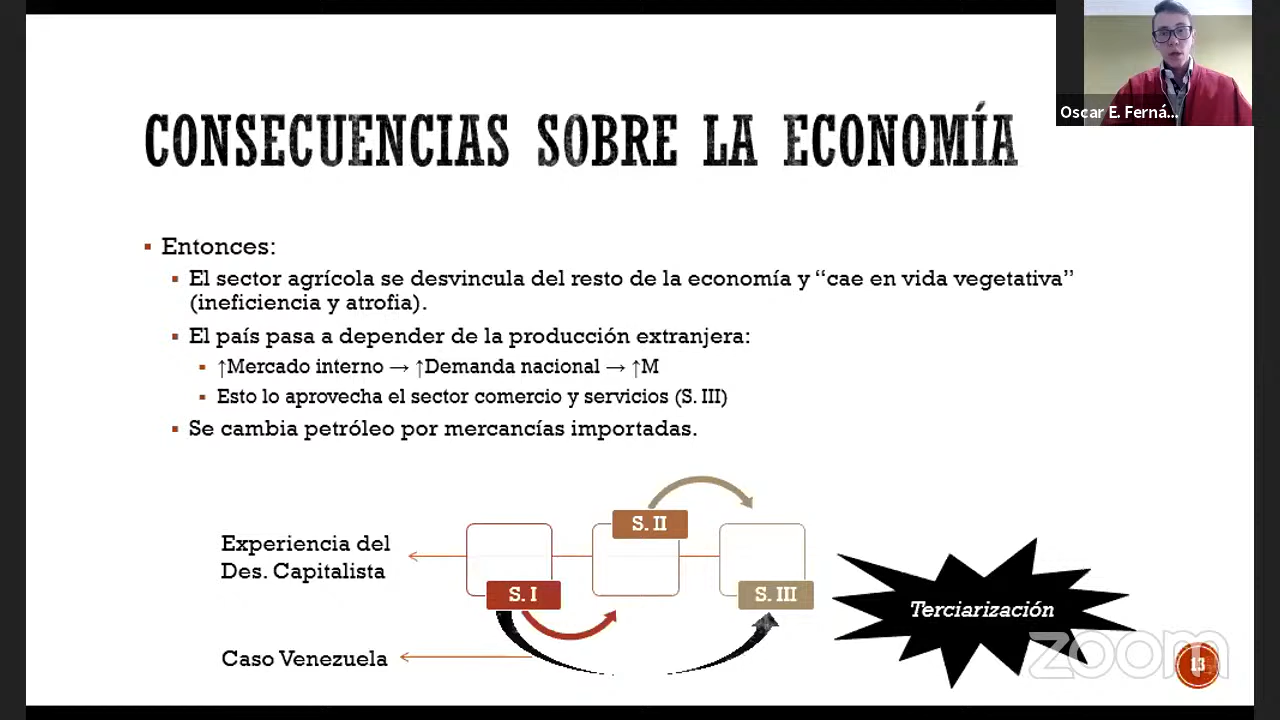 Oscar E. Ferná...
CONSECUENCIAS SOBRE LA ECONOMÍA
▪ Entonces:
▪ El sector agrícola se desvincula del resto de la economía y “cae en vida vegetativa”
(ineficiencia y atrofia).
▪ El país pasa a depender de la producción extranjera:
▪ ↑Mercado interno → ↑Demanda nacional → ↑M
▪ Esto lo aprovecha el sector comercio y servicios (S. III)
▪ Se cambia petróleo por mercancías importadas.
S. II
Experiencia del
Des. Capitalista
S. I
S. III
Terciarización
Caso Venezuela
zoom
13